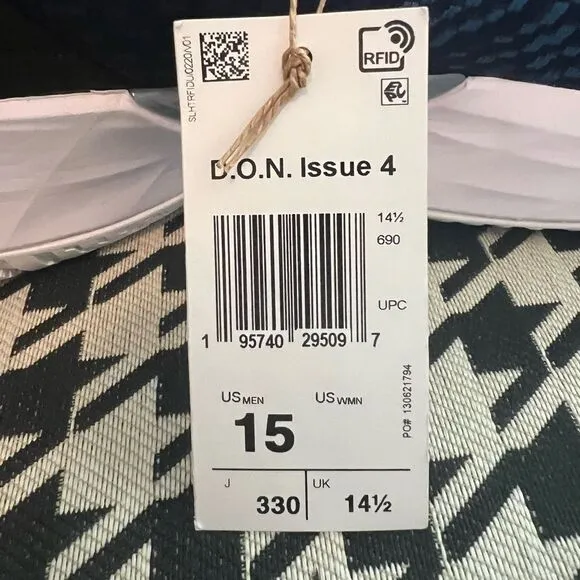 SLHTRFIDUQ220N01
RFID
D.O.N. Issue 4
14½
690
UPC
1 95740 29509 7
PO# 130621794
US MEN US WMN
15
J UK
330 14½